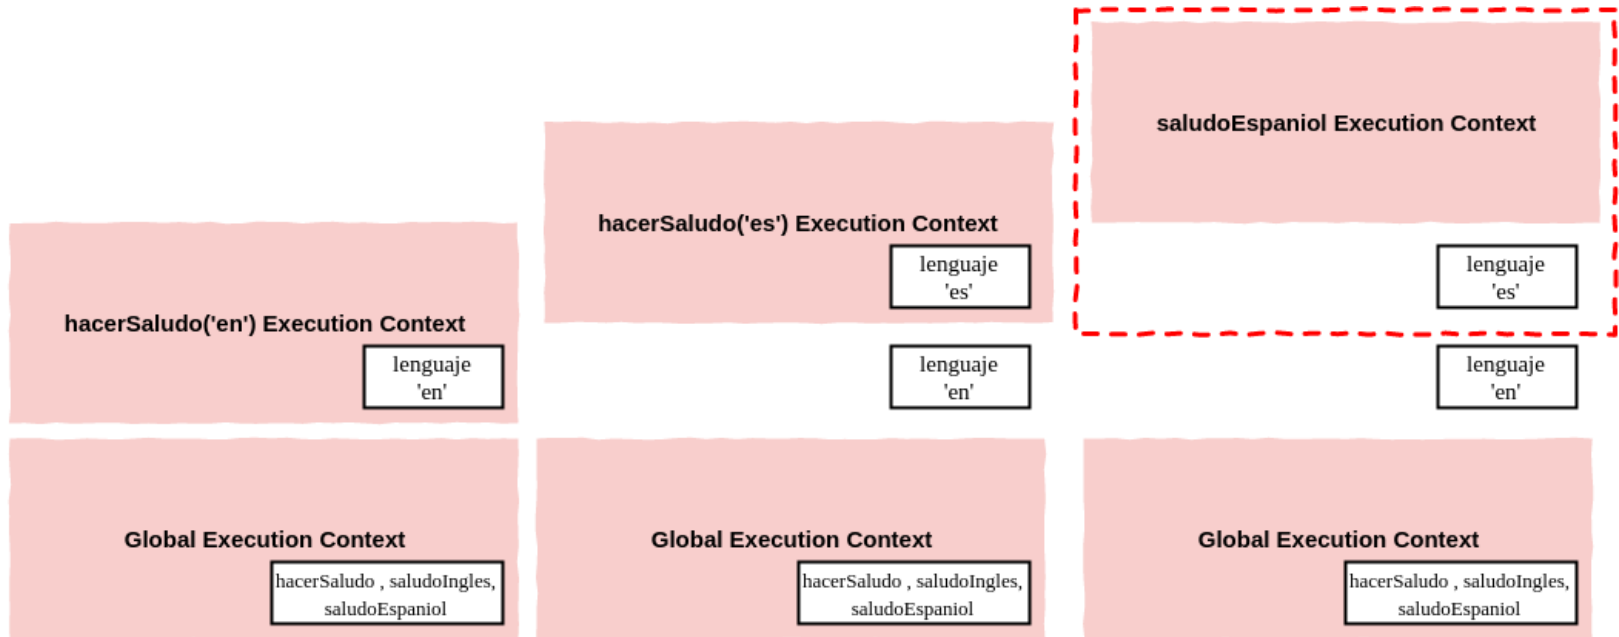 hacerSaludo('en') Execution Context
lenguaje
'en'
Global Execution Context
hacerSaludo , saludoIngles,
saludoEspaniol
hacerSaludo('es') Execution Context
lenguaje
'es'
lenguaje
'en'
Global Execution Context
hacerSaludo , saludoIngles,
saludoEspaniol
saludoEspaniol Execution Context
lenguaje
'es'
lenguaje
'en'
Global Execution Context
hacerSaludo , saludoIngles,
saludoEspaniol